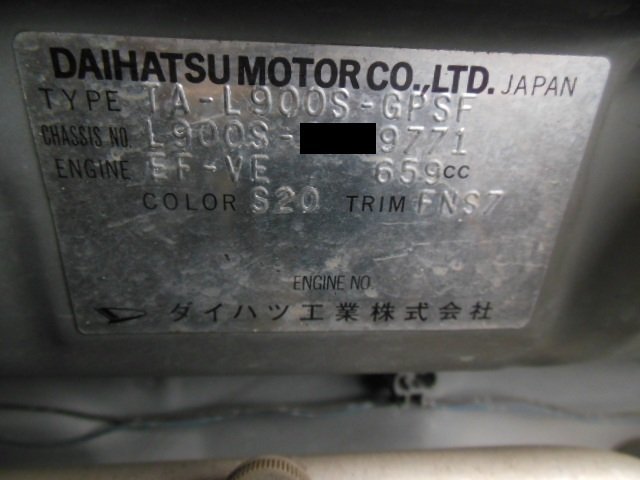 DAIHATSU MOTOR CO.,LTD. JAPAN
TYPE TA-L900S-GPSF
CHASSIS NO. L900S- 9771
ENGINE EF-VE 659cc
COLOR S20 TRIM FNS7
ENGINE NO.
ダイハツ工業株式会社